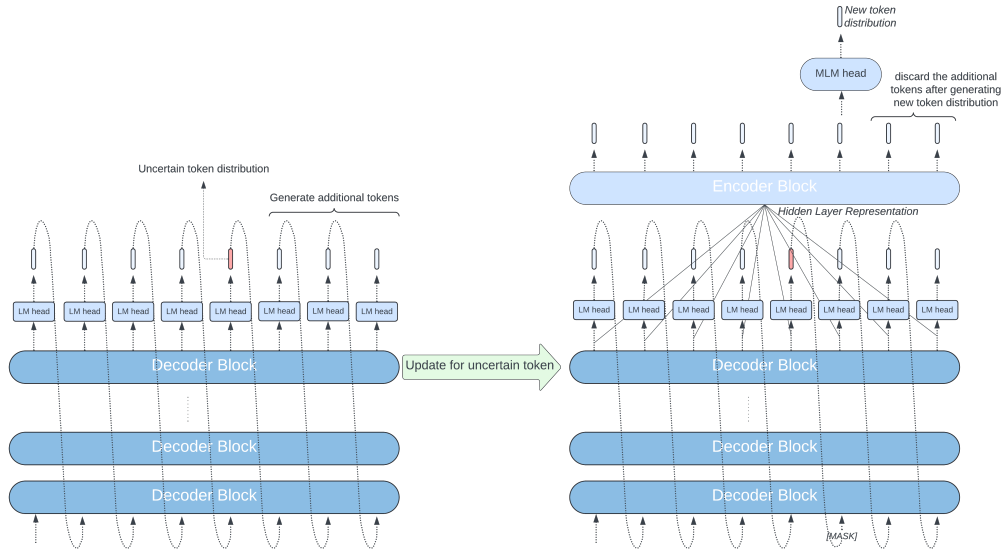 New token
distribution
MLM head
discard the additional
tokens after generating
new token distribution
Uncertain token distribution
Generate additional tokens
Encoder Block
Hidden Layer Representation
LM head LM head LM head LM head LM head LM head LM head LM head
LM head LM head LM head LM head LM head LM head LM head LM head
Decoder Block
Update for uncertain token
Decoder Block
Decoder Block
Decoder Block
Decoder Block
Decoder Block
[MASK]